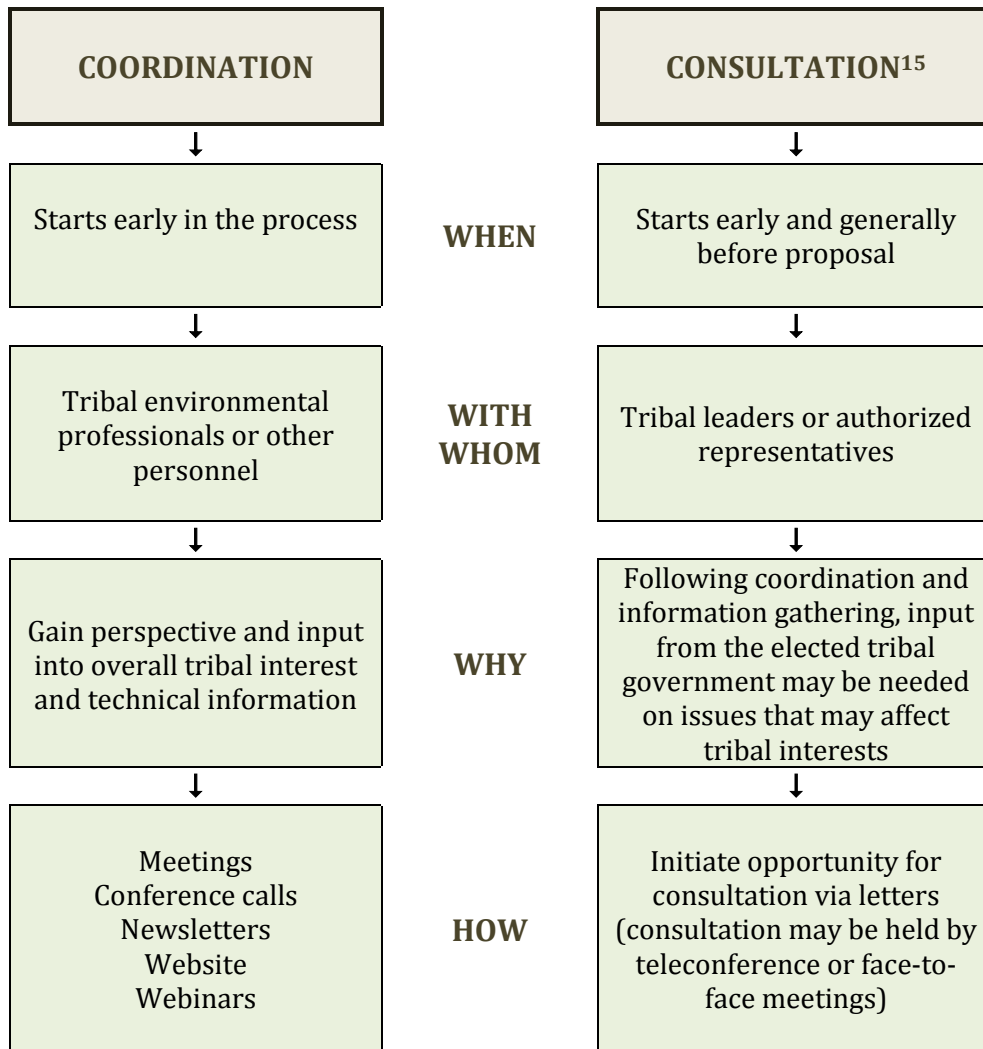 COORDINATION
CONSULTATION15
Starts early in the process
WHEN
Starts early and generally
before proposal
Tribal environmental
professionals or other
personnel
WITH
WHOM
Tribal leaders or authorized
representatives
Gain perspective and input
into overall tribal interest
and technical information
WHY
Following coordination and
information gathering, input
from the elected tribal
government may be needed
on issues that may affect
tribal interests
Meetings
Conference calls
Newsletters
Website
Webinars
HOW
Initiate opportunity for
consultation via letters
(consultation may be held by
teleconference or face-to-
face meetings)